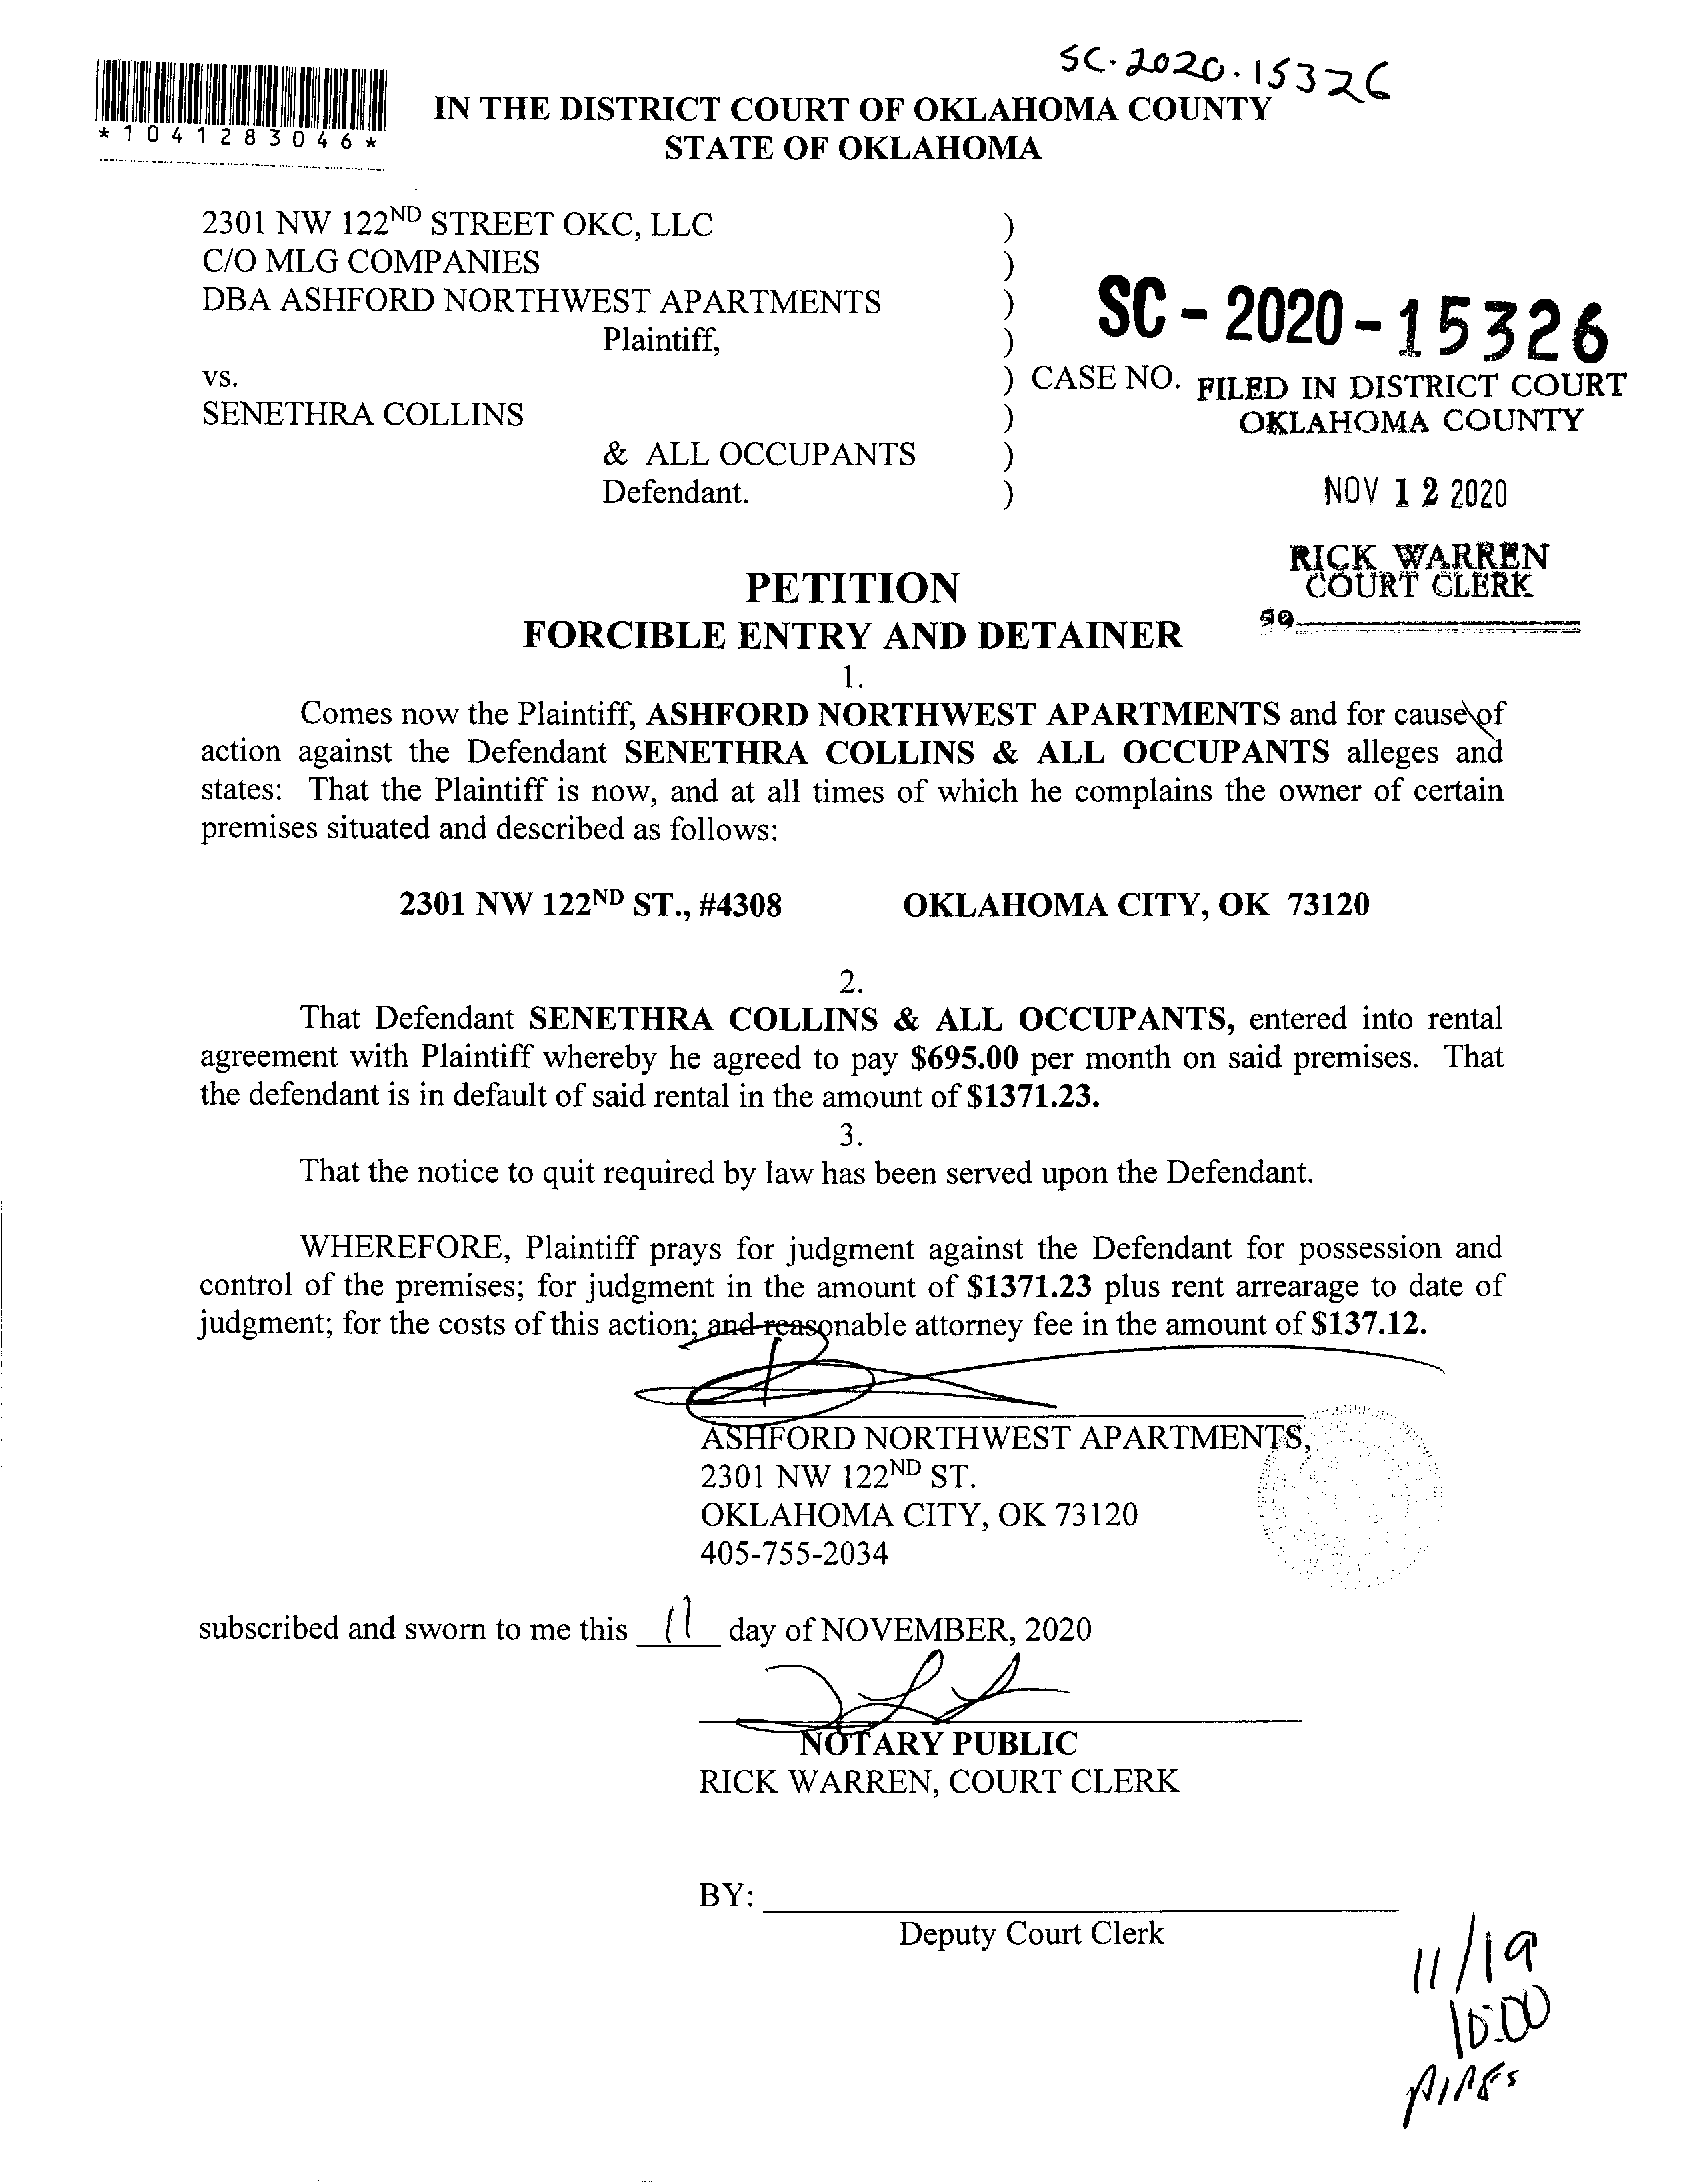 SC-2020-15326
*1041283046*
IN THE DISTRICT COURT OF OKLAHOMA COUNTY
STATE OF OKLAHOMA
2301 NW 122ND STREET OKC, LLC )
C/O MLG COMPANIES )
DBA ASHFORD NORTHWEST APARTMENTS )
Plaintiff, )
SC-2020-15326
vs. ) CASE NO.
FILED IN DISTRICT COURT
OKLAHOMA COUNTY
SENETHRA COLLINS )
& ALL OCCUPANTS )
Defendant. )
NOV 12 2020
RICK WARREN
COURT CLERK
PETITION
FORCIBLE ENTRY AND DETAINER
1.
Comes now the Plaintiff, ASHFORD NORTHWEST APARTMENTS and for cause of
action against the Defendant SENETHRA COLLINS & ALL OCCUPANTS alleges and
states: That the Plaintiff is now, and at all times of which he complains the owner of certain
premises situated and described as follows:
2301 NW 122ND ST., #4308 OKLAHOMA CITY, OK 73120
2.
That Defendant SENETHRA COLLINS & ALL OCCUPANTS, entered into rental
agreement with Plaintiff whereby he agreed to pay $695.00 per month on said premises. That
the defendant is in default of said rental in the amount of $1371.23.
3.
That the notice to quit required by law has been served upon the Defendant.
WHEREFORE, Plaintiff prays for judgment against the Defendant for possession and
control of the premises; for judgment in the amount of $1371.23 plus rent arrearage to date of
judgment; for the costs of this action; and reasonable attorney fee in the amount of $137.12.
ASHFORD NORTHWEST APARTMENTS,
2301 NW 122ND ST.
OKLAHOMA CITY, OK 73120
405-755-2034
subscribed and sworn to me this 11 day of NOVEMBER, 2020
NOTARY PUBLIC
RICK WARREN, COURT CLERK
BY:
Deputy Court Clerk
11/19
10:00